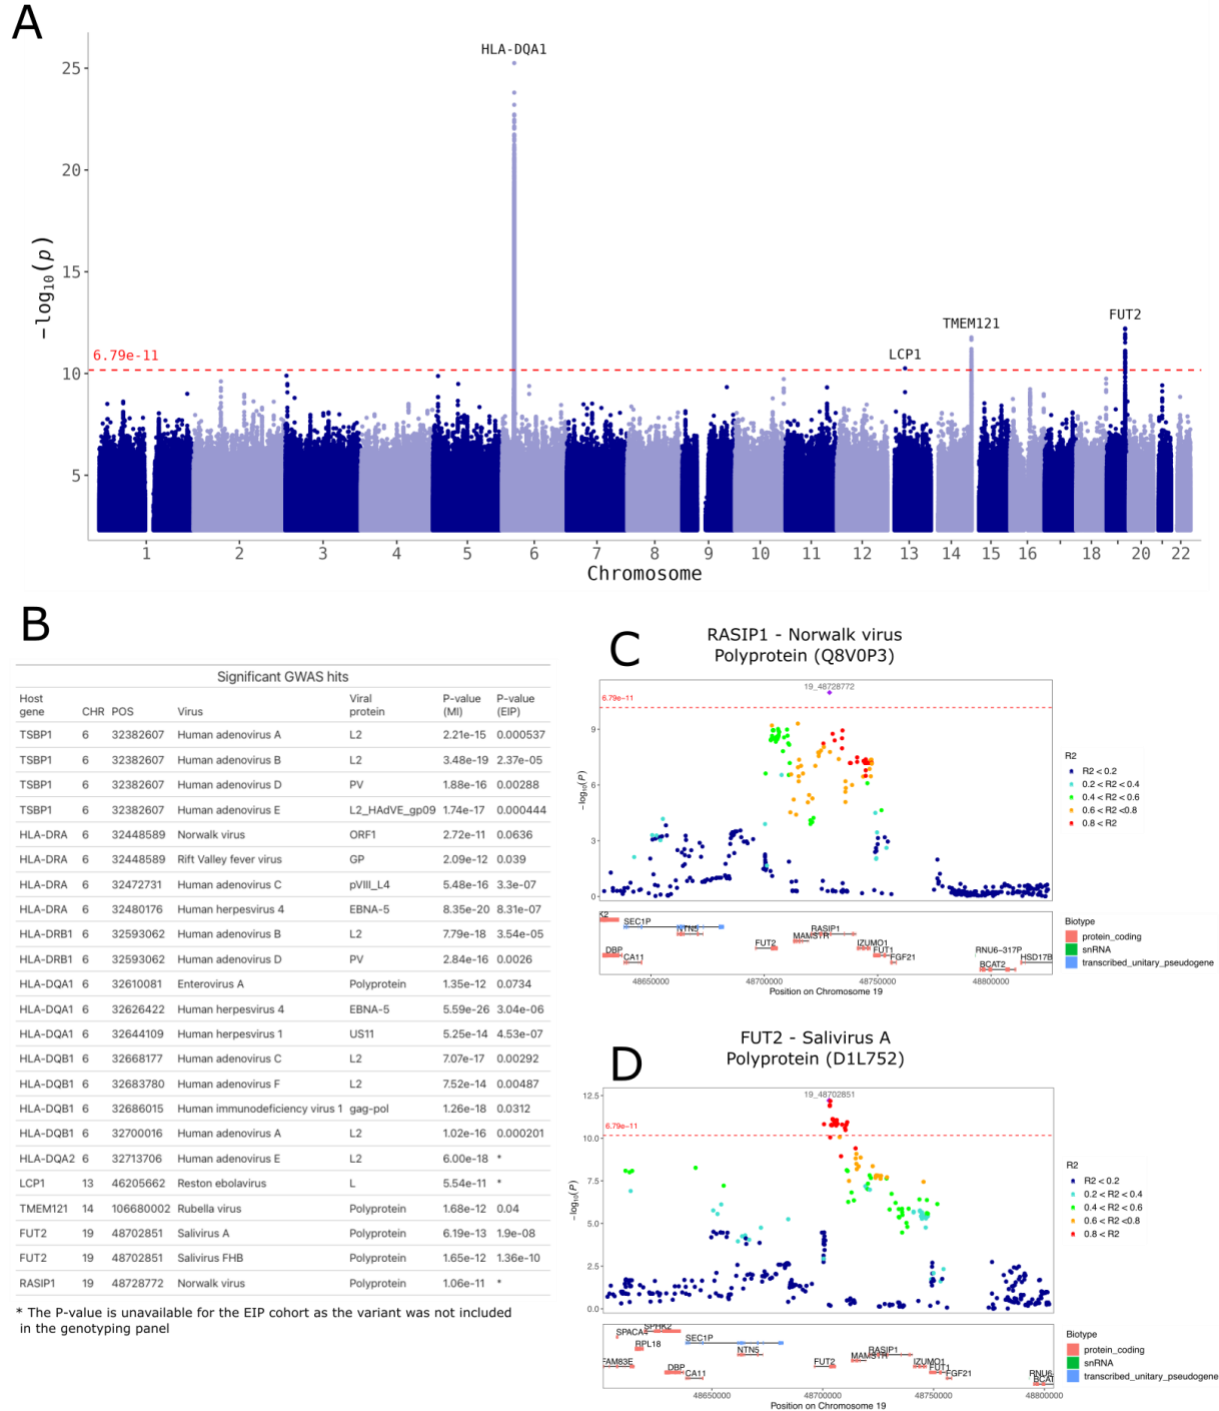 A
HLA-DQA1
25
20
TMEM121
FUT2
15
LCP1
6.79e-11
10
5
−log10(p)
1 2 3 4 5 6 7 8 9 10 11 12 13 14 15 16 18 20 22
Chromosome
B
Significant GWAS hits
Host gene CHR POS Virus Viral protein P-value (MI) P-value (EIP)
TSBP1 6 32382607 Human adenovirus A L2 2.21e-15 0.000537
TSBP1 6 32382607 Human adenovirus B L2 3.48e-19 2.37e-05
TSBP1 6 32382607 Human adenovirus D PV 1.88e-16 0.00288
TSBP1 6 32382607 Human adenovirus E L2_HAdVE_gp09 1.74e-17 0.000444
HLA-DRA 6 32448589 Norwalk virus ORF1 2.72e-11 0.0636
HLA-DRA 6 32448589 Rift Valley fever virus GP 2.09e-12 0.039
HLA-DRA 6 32472731 Human adenovirus C pVIII_L4 5.48e-16 3.3e-07
HLA-DRA 6 32480176 Human herpesvirus 4 EBNA-5 8.35e-20 8.31e-07
HLA-DRB1 6 32593062 Human adenovirus B L2 7.79e-18 3.54e-05
HLA-DRB1 6 32593062 Human adenovirus D PV 2.84e-16 0.0026
HLA-DQA1 6 32610081 Enterovirus A Polyprotein 1.35e-12 0.0734
HLA-DQA1 6 32626422 Human herpesvirus 4 EBNA-5 5.59e-26 3.04e-06
HLA-DQA1 6 32644109 Human herpesvirus 1 US11 5.25e-14 4.53e-07
HLA-DQB1 6 32668177 Human adenovirus C L2 7.07e-17 0.00292
HLA-DQB1 6 32683780 Human adenovirus F L2 7.52e-14 0.00487
HLA-DQB1 6 32686015 Human immunodeficiency virus 1 gag-pol 1.26e-18 0.0312
HLA-DQB1 6 32700016 Human adenovirus A L2 1.02e-16 0.000201
HLA-DQA2 6 32713706 Human adenovirus E L2 6.00e-18 *
LCP1 13 46205662 Reston ebolavirus L 5.54e-11 *
TMEM121 14 106680002 Rubella virus Polyprotein 1.68e-12 0.04
FUT2 19 48702851 Salivirus A Polyprotein 6.19e-13 1.9e-08
FUT2 19 48702851 Salivirus FHB Polyprotein 1.65e-12 1.36e-10
RASIP1 19 48728772 Norwalk virus Polyprotein 1.06e-11 *
* The P-value is unavailable for the EIP cohort as the variant was not included
in the genotyping panel
C
RASIP1 - Norwalk virus
Polyprotein (Q8V0P3)
19_48728772
6.79e−11
9
6
3
0
−log10(P)
R2
R2 < 0.2
0.2 < R2 < 0.4
0.4 < R2 < 0.6
0.6 < R2 <0.8
0.8 < R2
K2
SEC1P
NTN5
RASIP1
MAMSTR
FUT2
IZUMO1
RNU6−317P
DBP
FUT1
HSD17B
CA11
FGF21
BCAT2
48650000 48700000 48750000 48800000
Position on Chromosome 19
Biotype
protein_coding
snRNA
transcribed_unitary_pseudogene
D
FUT2 - Salivirus A
Polyprotein (D1L752)
19_48702851
12.5
6.79e−11
10.0
7.5
5.0
2.5
0.0
−log10(P)
R2
R2 < 0.2
0.2 < R2 < 0.4
0.4 < R2 < 0.6
0.6 < R2 <0.8
0.8 < R2
SPHK2
SPACA4
SEC1P
RPL18
NTN5
RASIP1
MAMSTR
FAM83E
FUT2
IZUMO1
DBP
FUT1
RNU6
CA11
FGF21
BCAT
48650000 48700000 48750000 48800000
Position on Chromosome 19
Biotype
protein_coding
snRNA
transcribed_unitary_pseudogene